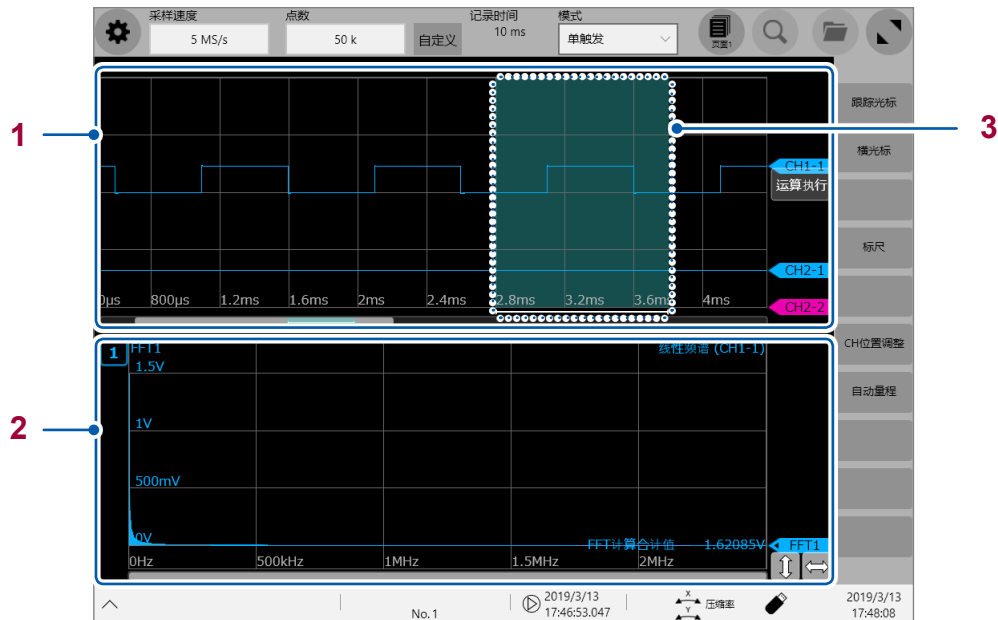 采样速度
点数
记录时间
模式
5 MS/s
50 k
自定义
10 ms
单触发
页面1
1
3
跟踪光标
横光标
标尺
CH位置调整
自动量程
CH1-1
运算执行
CH2-1
CH2-2
0µs 800µs 1.2ms 1.6ms 2ms 2.4ms 2.8ms 3.2ms 3.6ms 4ms
2
1
FFT1
线性频谱 (CH1-1)
1.5V
1V
500mV
0V
FFT计算合计值 1.62085V
FFT1
0Hz 500kHz 1MHz 1.5MHz 2MHz
No. 1
2019/3/13
17:46:53.047
X
Y
压缩率
2019/3/13
17:48:08